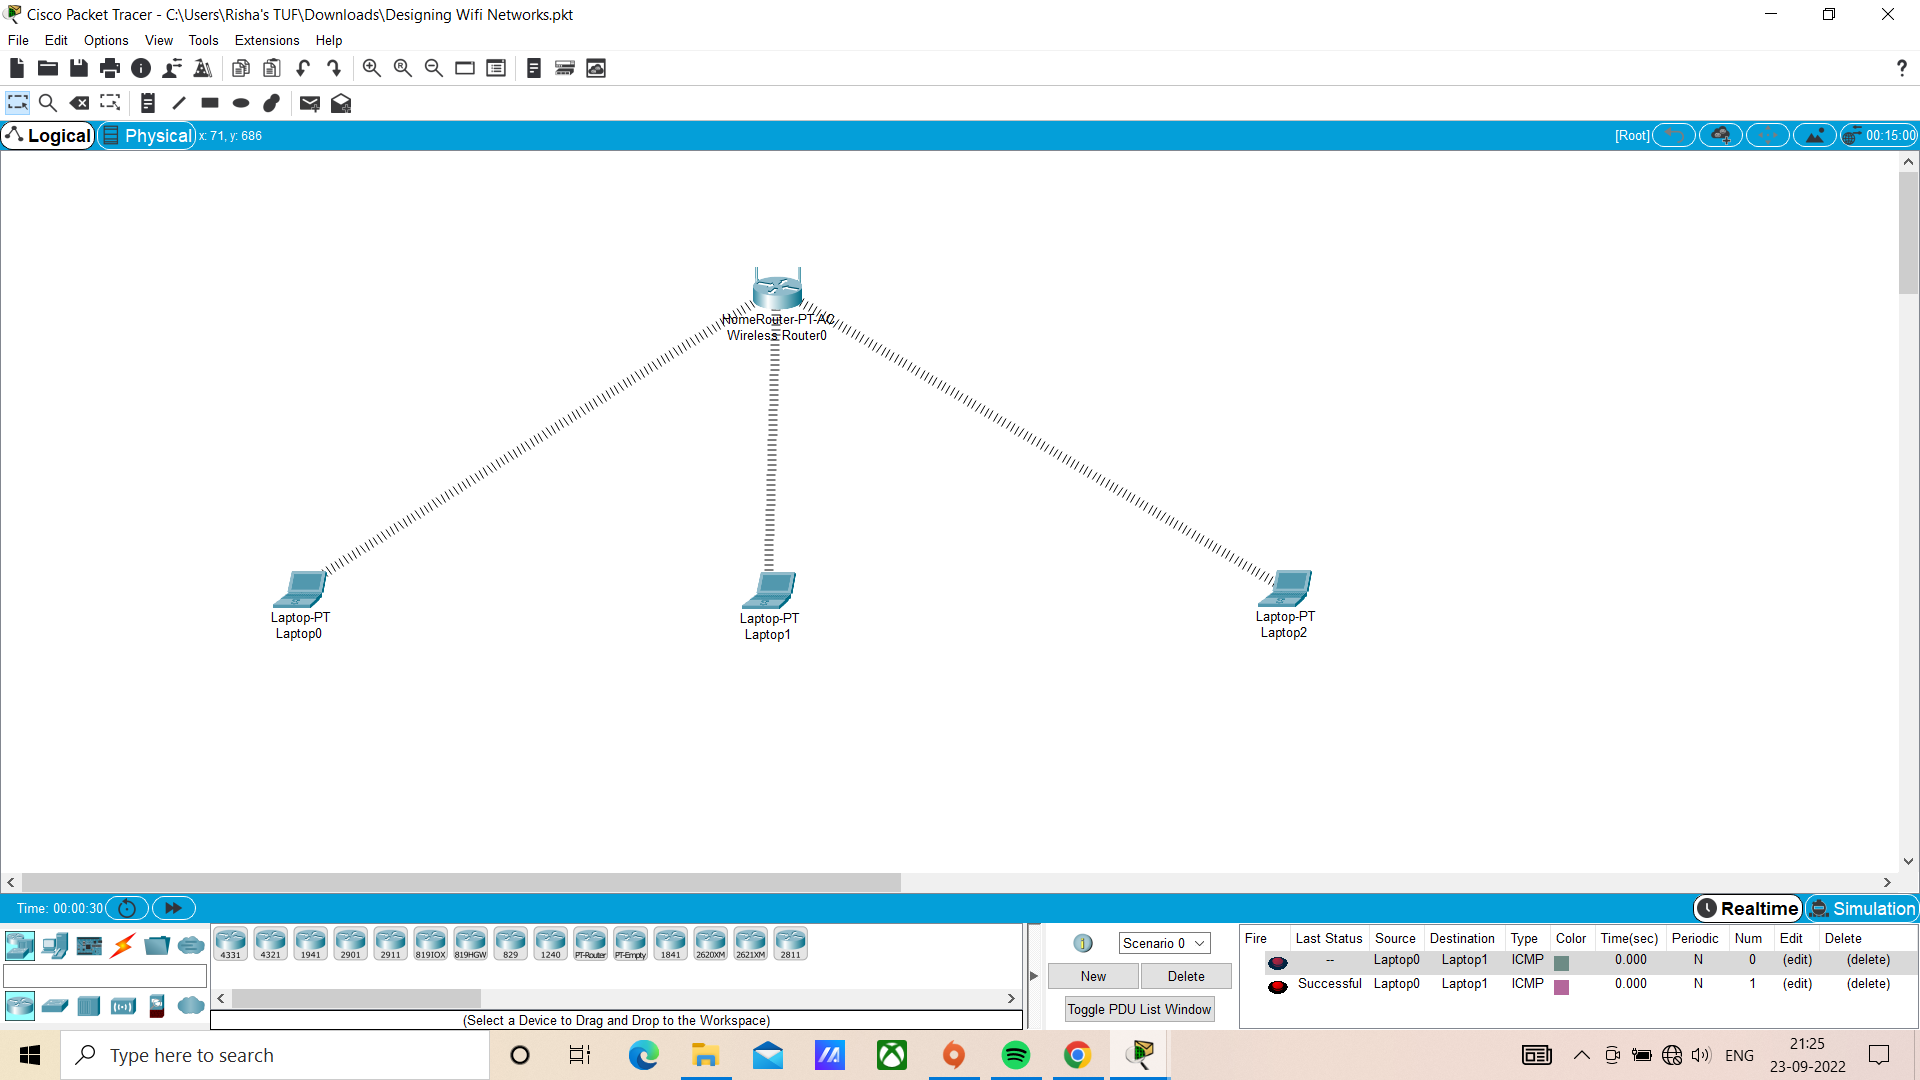 Cisco Packet Tracer - C:\Users\Risha's TUF\Downloads\Designing Wifi Networks.pkt
File Edit Options View Tools Extensions Help
?
Logical Physical x: 71, y: 686 [Root] 00:15:00
HomeRouter-PT-AC
Wireless Router0
Laptop-PT
Laptop0
Laptop-PT
Laptop1
Laptop-PT
Laptop2
Time: 00:00:30 Realtime Simulation
4331 4321 1941 2901 2911 819IOX 819HGW 829 1240 PT-Router PT-Empty 1841 2620XM 2621XM 2811
(Select a Device to Drag and Drop to the Workspace)
Scenario 0
New Delete
Toggle PDU List Window
Fire Last Status Source Destination Type Color Time(sec) Periodic Num Edit Delete
-- Laptop0 Laptop1 ICMP 0.000 N 0 (edit) (delete)
Successful Laptop0 Laptop1 ICMP 0.000 N 1 (edit) (delete)
Type here to search
ENG
21:25
23-09-2022